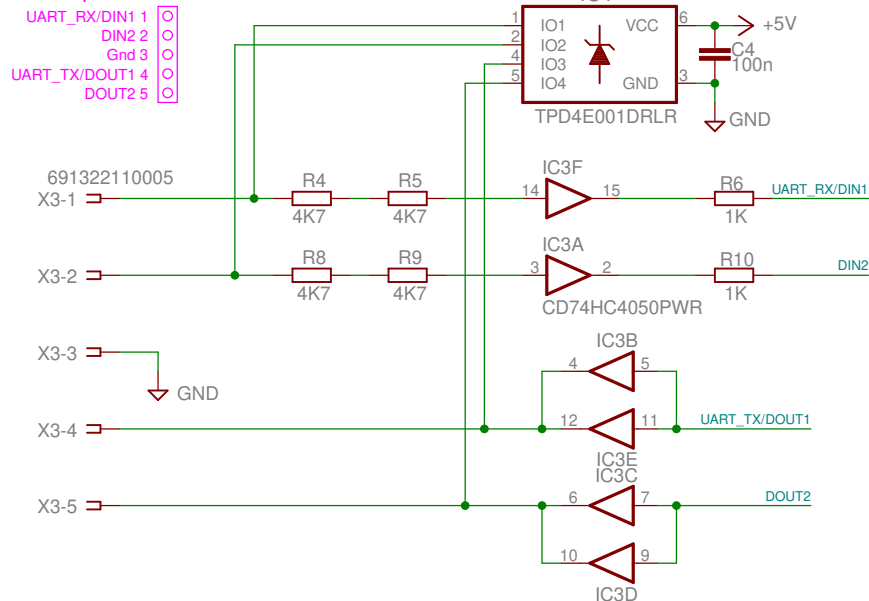 UART_RX/DIN1 1
DIN2 2
Gnd 3
UART_TX/DOUT1 4
DOUT2 5
1 IO1 VCC 6 +5V
2 IO2
4 IO3
5 IO4 GND 3
C4
100n
TPD4E001DRLR
GND
691322110005
X3-1
R4
4K7
R5
4K7
IC3F
14 15
R6
1K
UART_RX/DIN1
X3-2
R8
4K7
R9
4K7
IC3A
3 2
CD74HC4050PWR
R10
1K
DIN2
X3-3
GND
IC3B
4 5
X3-4
12 11
UART_TX/DOUT1
IC3E
IC3C
X3-5
6 7
DOUT2
10 9
IC3D